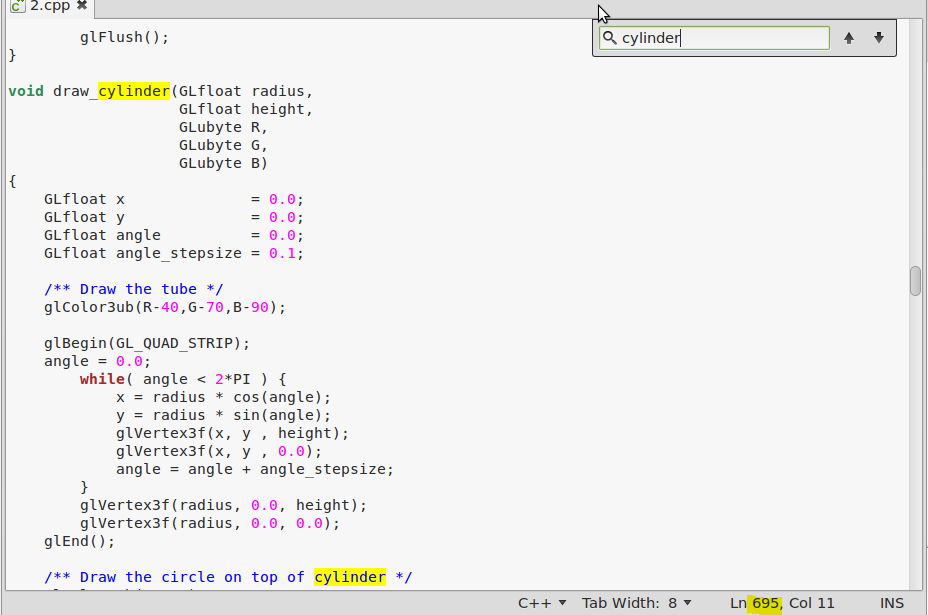 2.cpp
cylinder
glFlush();
}
void draw_cylinder(GLfloat radius,
GLfloat height,
GLubyte R,
GLubyte G,
GLubyte B)
{
GLfloat x = 0.0;
GLfloat y = 0.0;
GLfloat angle = 0.0;
GLfloat angle_stepsize = 0.1;
/** Draw the tube */
glColor3ub(R-40,G-70,B-90);
glBegin(GL_QUAD_STRIP);
angle = 0.0;
while( angle < 2*PI ) {
x = radius * cos(angle);
y = radius * sin(angle);
glVertex3f(x, y , height);
glVertex3f(x, y , 0.0);
angle = angle + angle_stepsize;
}
glVertex3f(radius, 0.0, height);
glVertex3f(radius, 0.0, 0.0);
glEnd();
/** Draw the circle on top of cylinder */
C++ Tab Width: 8 Ln 695, Col 11 INS